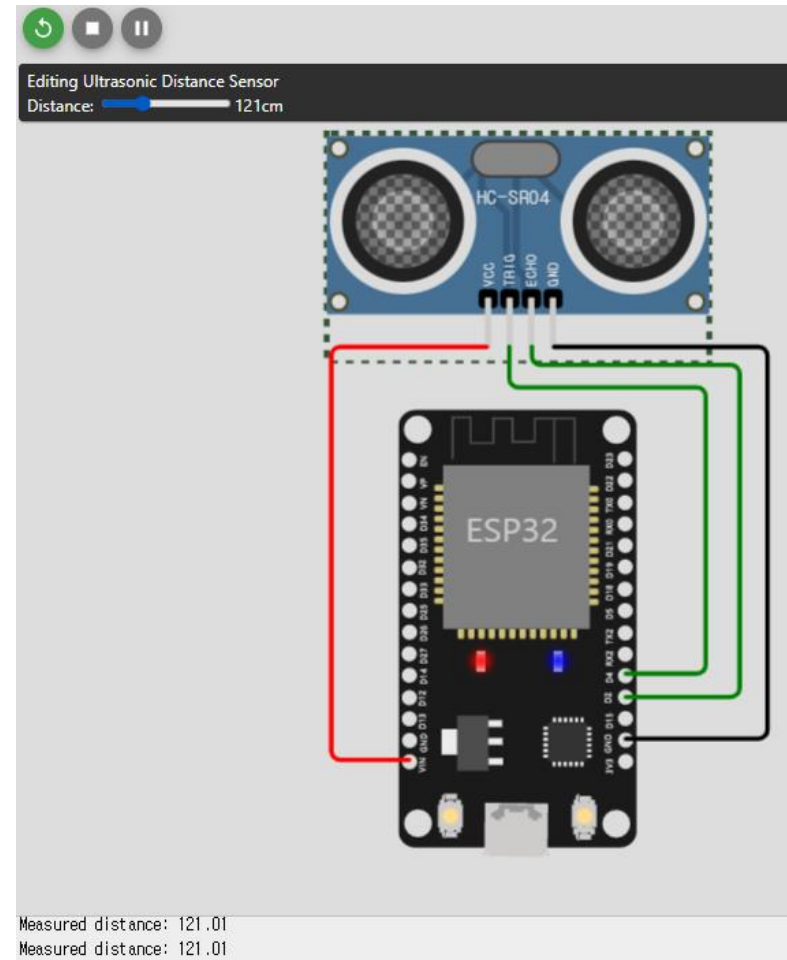 Editing Ultrasonic Distance Sensor
Distance: 121cm
HC-SR04
VCC
TRIG
ECHO
GND
ESP32
EN
VP
VN
D34
D35
D32
D33
D25
D26
D27
D14
D12
D13
GND
VIN
D23
D22
TX0
RX0
D21
D19
D18
D5
TX2
RX2
D4
D2
D15
GND
3V3
Measured distance: 121.01
Measured distance: 121.01